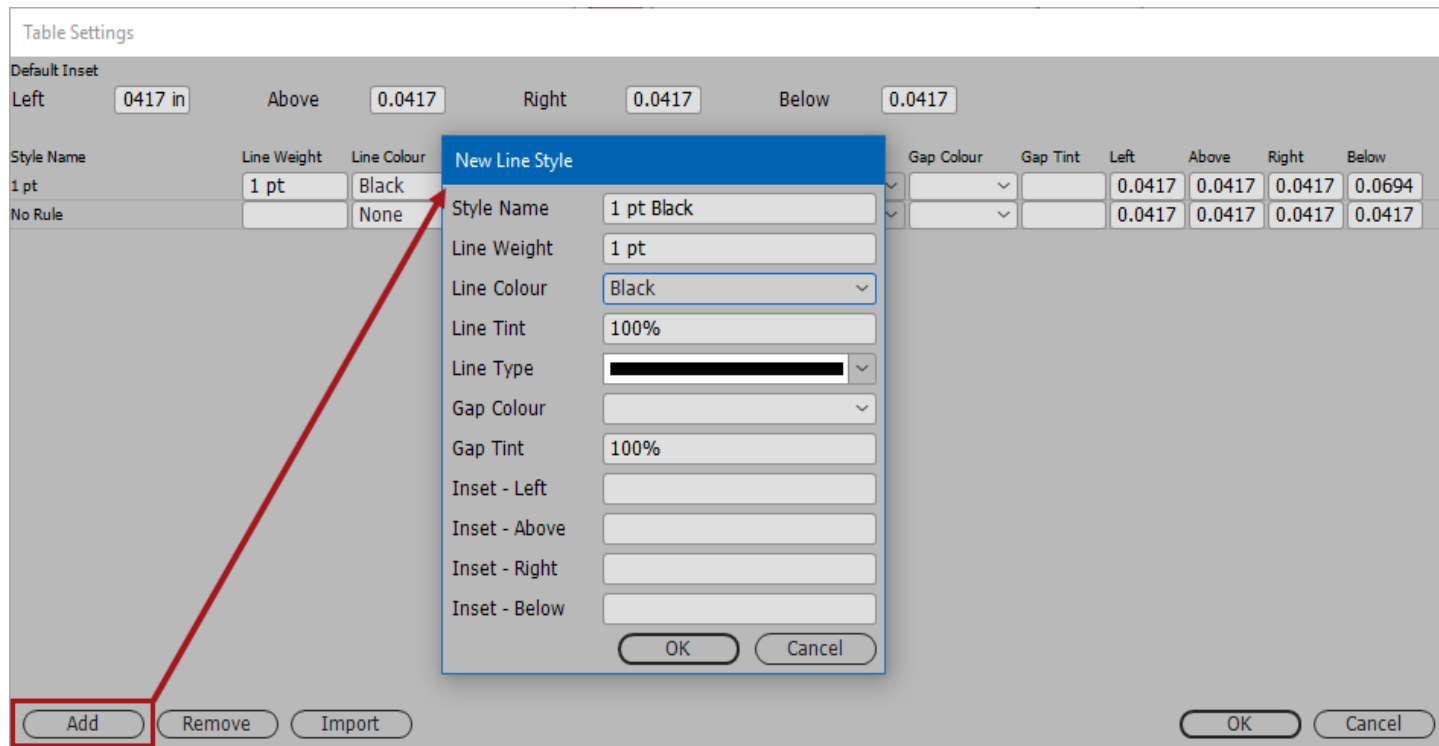 Table Settings
Default Inset
Left 0417 in Above 0.0417 Right 0.0417 Below 0.0417
Style Name Line Weight Line Colour Gap Colour Gap Tint Left Above Right Below
1 pt 1 pt Black 0.0417 0.0417 0.0417 0.0694
No Rule None 0.0417 0.0417 0.0417 0.0417
New Line Style
Style Name 1 pt Black
Line Weight 1 pt
Line Colour Black
Line Tint 100%
Line Type
Gap Colour
Gap Tint 100%
Inset - Left
Inset - Above
Inset - Right
Inset - Below
OK Cancel
Add Remove Import OK Cancel